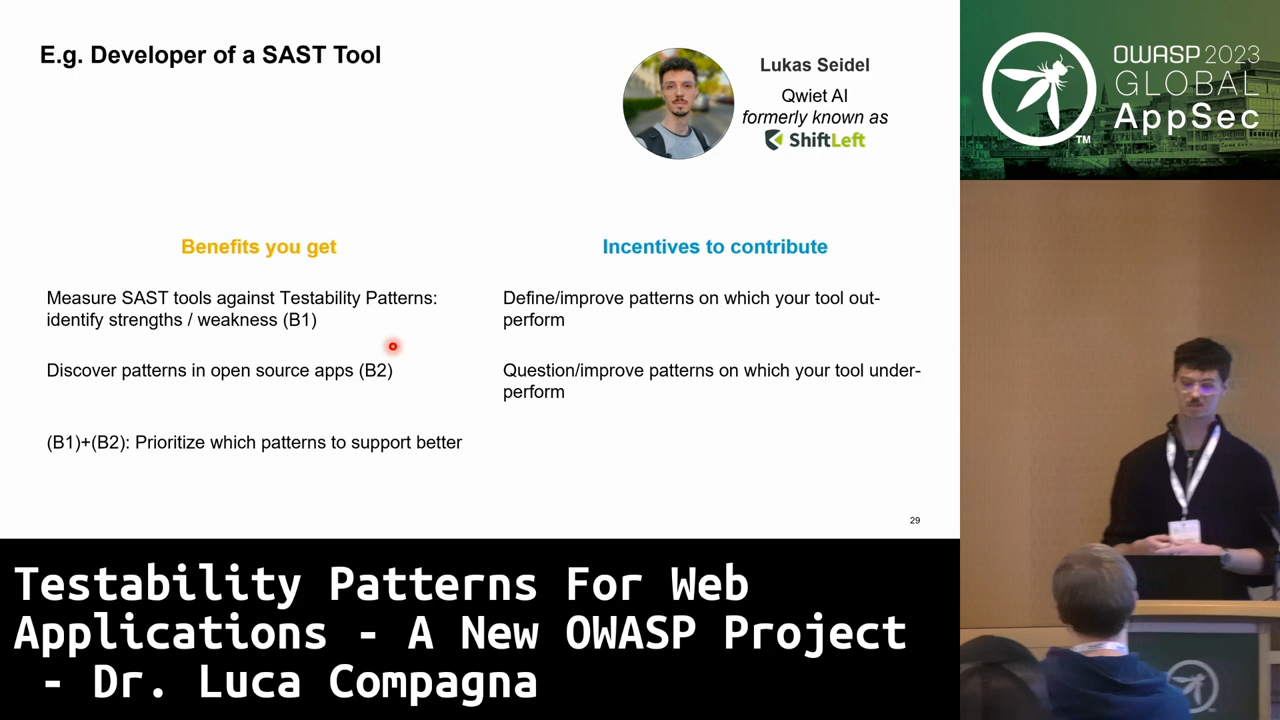 E.g. Developer of a SAST Tool
Lukas Seidel
Qwiet AI
formerly known as
ShiftLeft
Benefits you get
Incentives to contribute
Measure SAST tools against Testability Patterns:
identify strengths / weakness (B1)
Define/improve patterns on which your tool out-
perform
Discover patterns in open source apps (B2)
Question/improve patterns on which your tool under-
perform
(B1)+(B2): Prioritize which patterns to support better
29
OWASP 2023
GLOBAL
AppSec
TM
Testability Patterns For Web
Applications - A New OWASP Project
- Dr. Luca Compagna